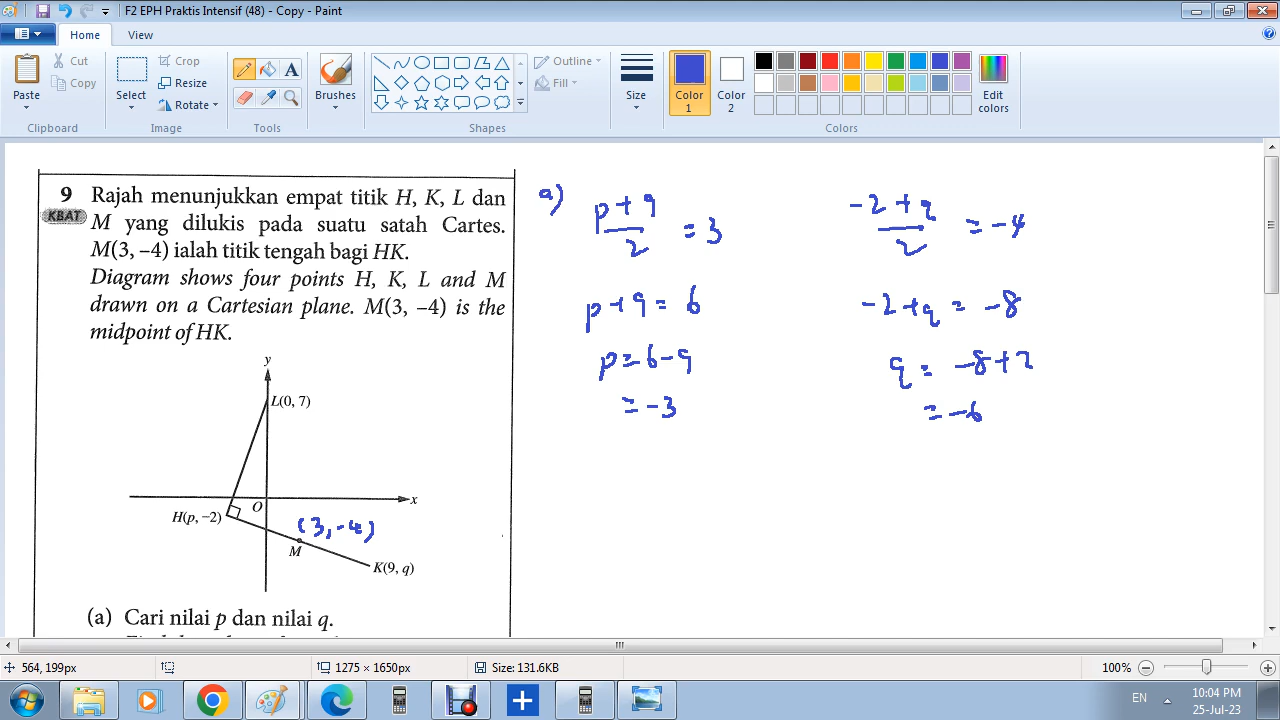 F2 EPH Praktis Intensif (48) - Copy - Paint
Home View
Paste
Cut
Copy
Clipboard
Select
Crop
Resize
Rotate
Image
Tools
Brushes
Shapes
Outline
Fill
Size
Color 1
Color 2
Edit colors
Colors
9 Rajah menunjukkan empat titik H, K, L dan
KBAT M yang dilukis pada suatu satah Cartes.
M(3, –4) ialah titik tengah bagi HK.
Diagram shows four points H, K, L and M
drawn on a Cartesian plane. M(3, –4) is the
midpoint of HK.
y
L(0, 7)
x
O
H(p, –2)
(3, -4)
M
K(9, q)
(a) Cari nilai p dan nilai q.
a)
p + 9 / 2 = 3
p + 9 = 6
p = 6 - 9
= -3
-2 + q / 2 = -4
-2 + q = -8
q = -8 + 2
= -6
564, 199px
1275 × 1650px
Size: 131.6KB
100%
EN
10:04 PM
25-Jul-23